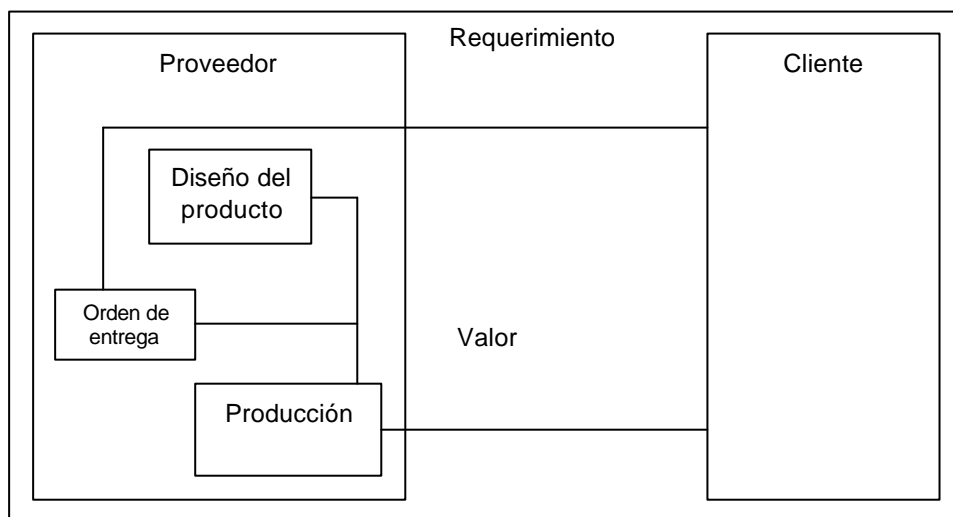 Requerimiento
Proveedor
Cliente
Diseño del
producto
Orden de
entrega
Valor
Producción